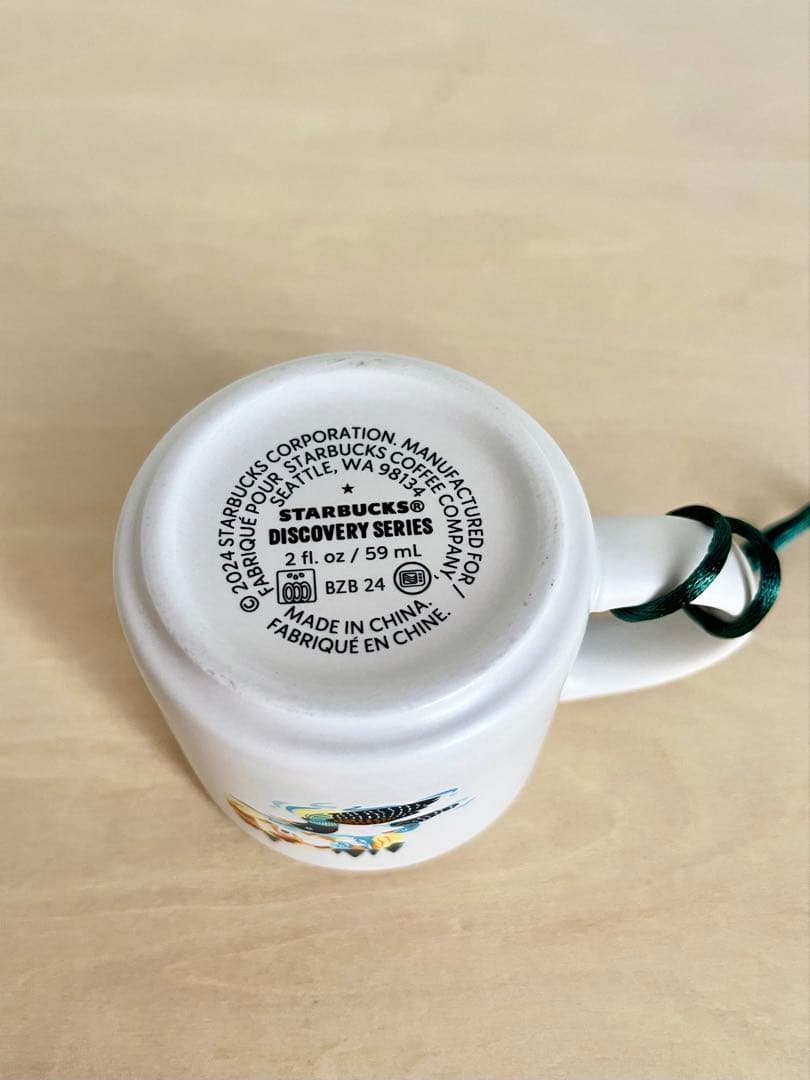 © 2024 STARBUCKS CORPORATION. MANUFACTURED FOR /
FABRIQUÉ POUR STARBUCKS COFFEE COMPANY,
SEATTLE, WA 98134
★
STARBUCKS®
DISCOVERY SERIES
2 fl. oz / 59 mL
BZB 24
MADE IN CHINA.
FABRIQUÉ EN CHINE.